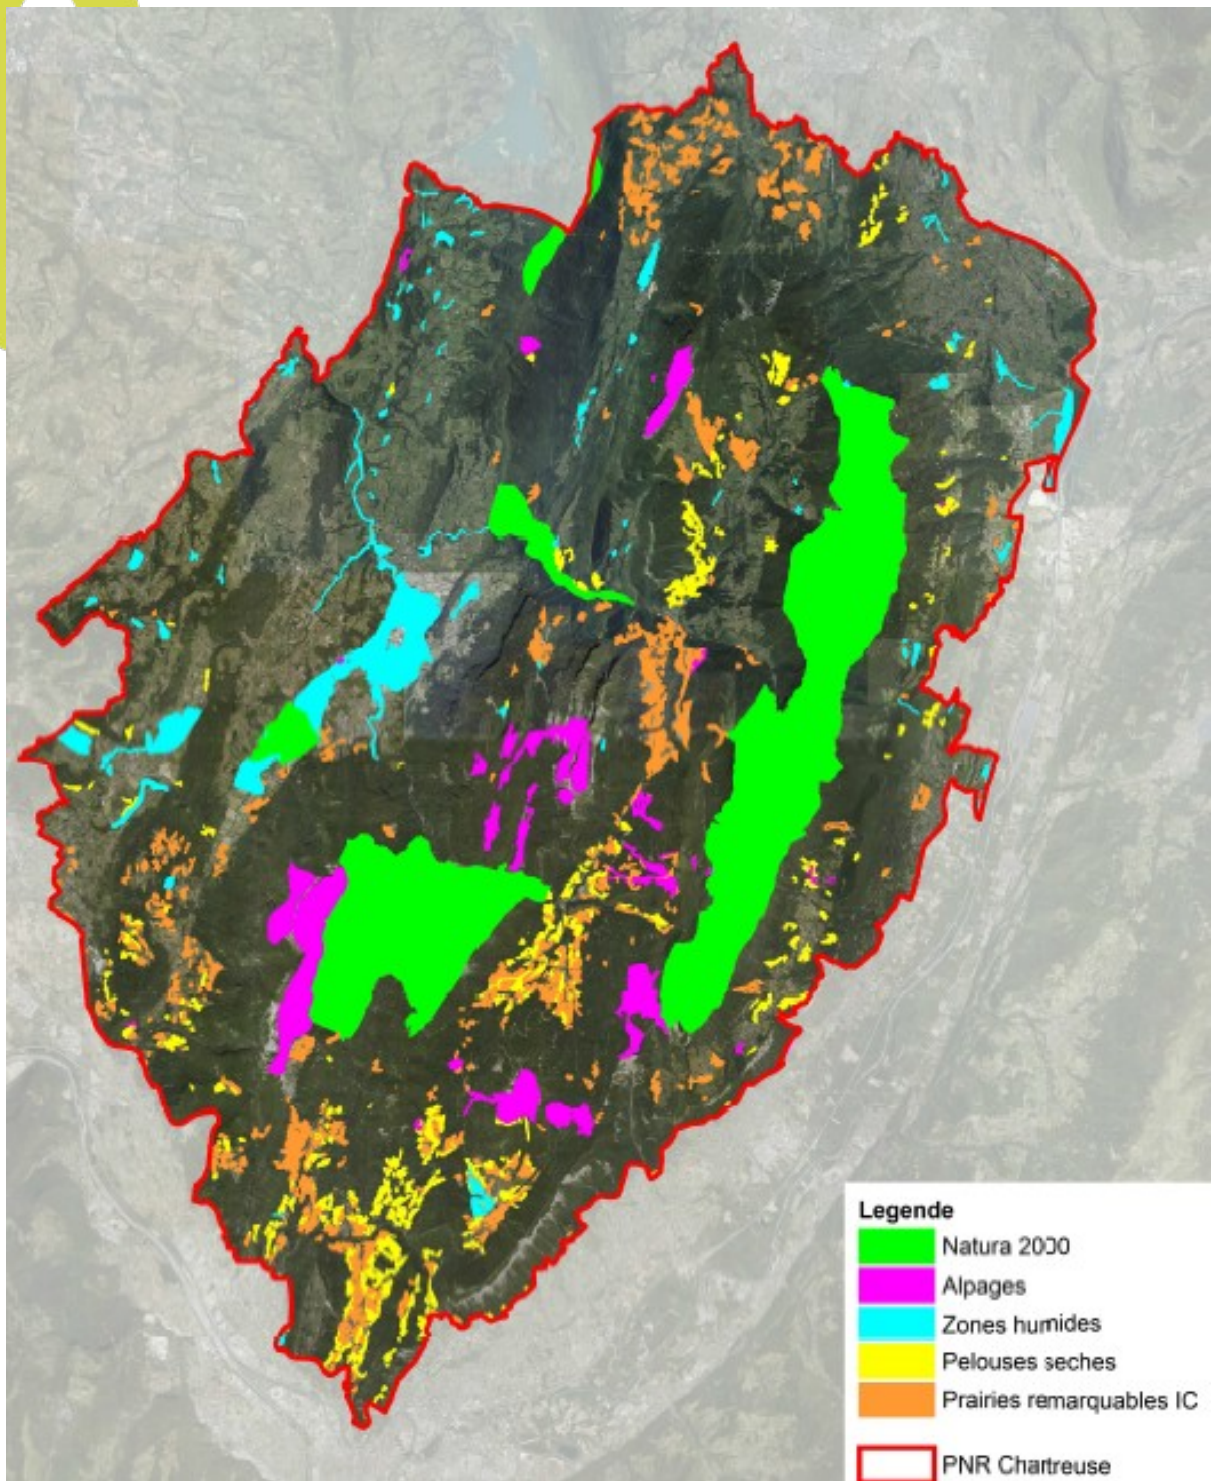 Legende
Natura 2000
Alpages
Zones humides
Pelouses seches
Prairies remarquables IC
PNR Chartreuse